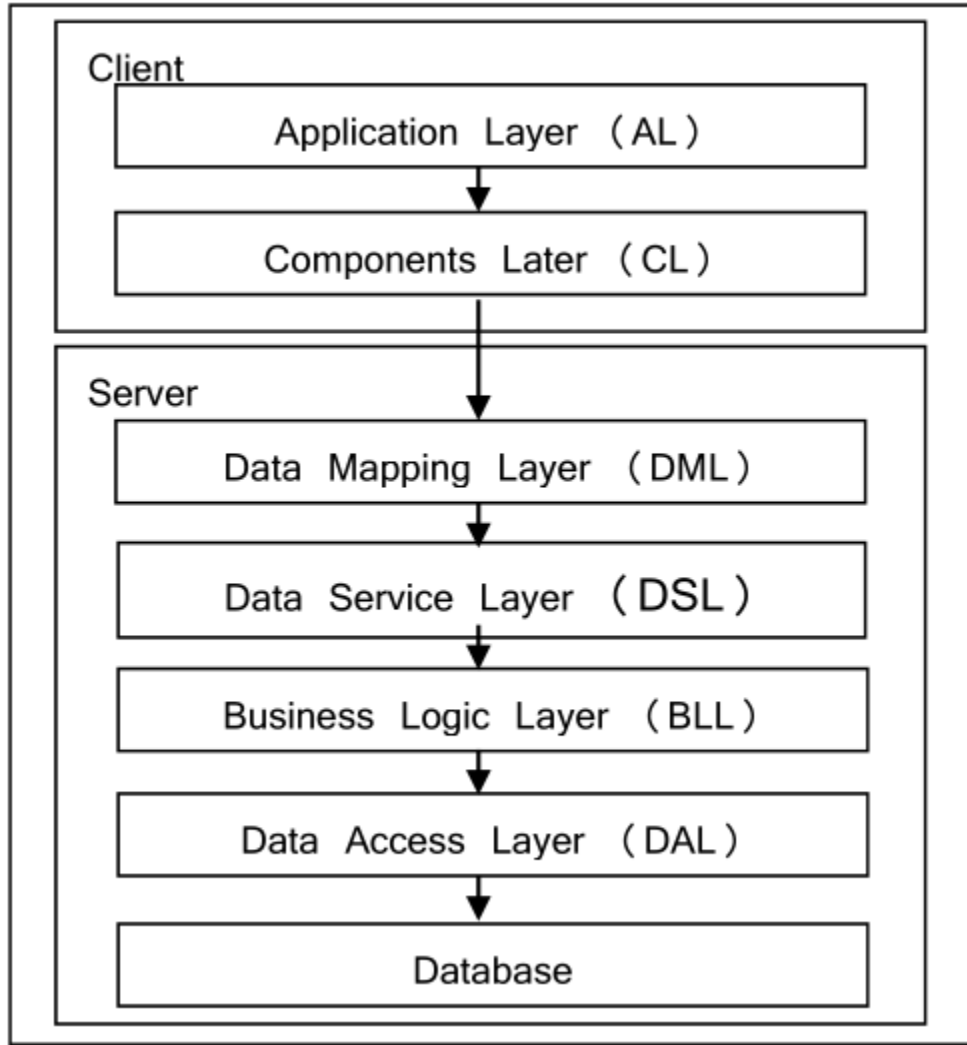 Client
Application Layer（AL）
Components Later（CL）
Server
Data Mapping Layer（DML）
Data Service Layer（DSL）
Business Logic Layer（BLL）
Data Access Layer（DAL）
Database